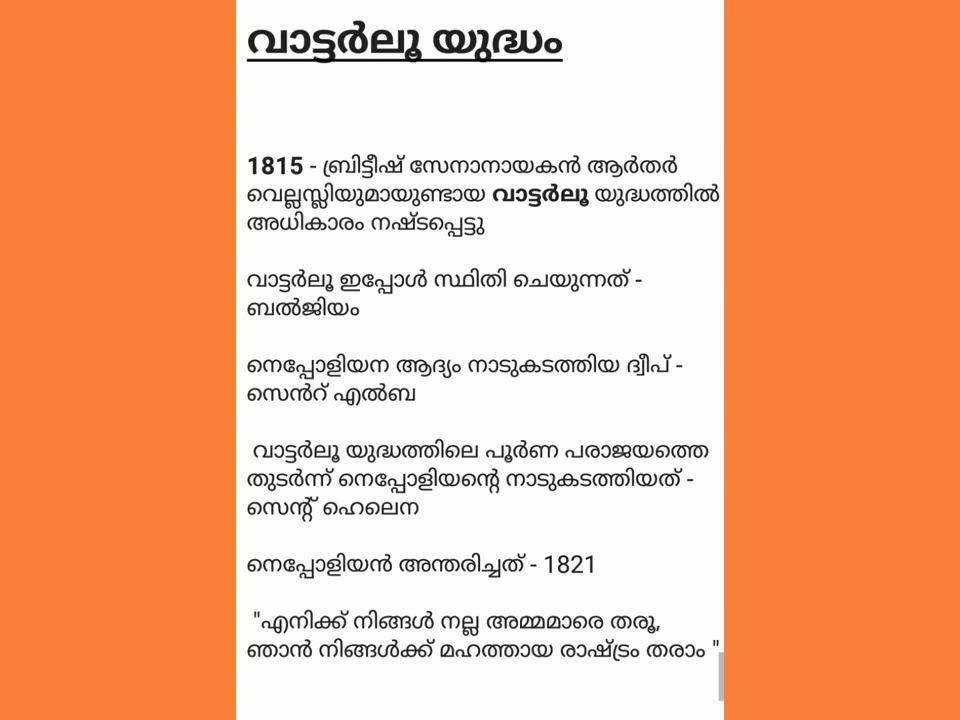 വാട്ടർലൂ യുദ്ധം
1815 - ബ്രിട്ടീഷ് സേനാനായകൻ ആർതർ
വെല്ലസ്ലിയുമായുണ്ടായ വാട്ടർലൂ യുദ്ധത്തിൽ
അധികാരം നഷ്ടപ്പെട്ടു
വാട്ടർലൂ ഇപ്പോൾ സ്ഥിതി ചെയുന്നത് -
ബൽജിയം
നെപ്പോളിയന ആദ്യം നാടുകടത്തിയ ദ്വീപ് -
സെൻറ് എൽബ
വാട്ടർലൂ യുദ്ധത്തിലെ പൂർണ പരാജയത്തെ
തുടർന്ന് നെപ്പോളിയന്റെ നാടുകടത്തിയത് -
സെന്റ് ഹെലെന
നെപ്പോളിയൻ അന്തരിച്ചത് - 1821
"എനിക്ക് നിങ്ങൾ നല്ല അമ്മമാരെ തരൂ,
ഞാൻ നിങ്ങൾക്ക് മഹത്തായ രാഷ്ട്രം തരാം "